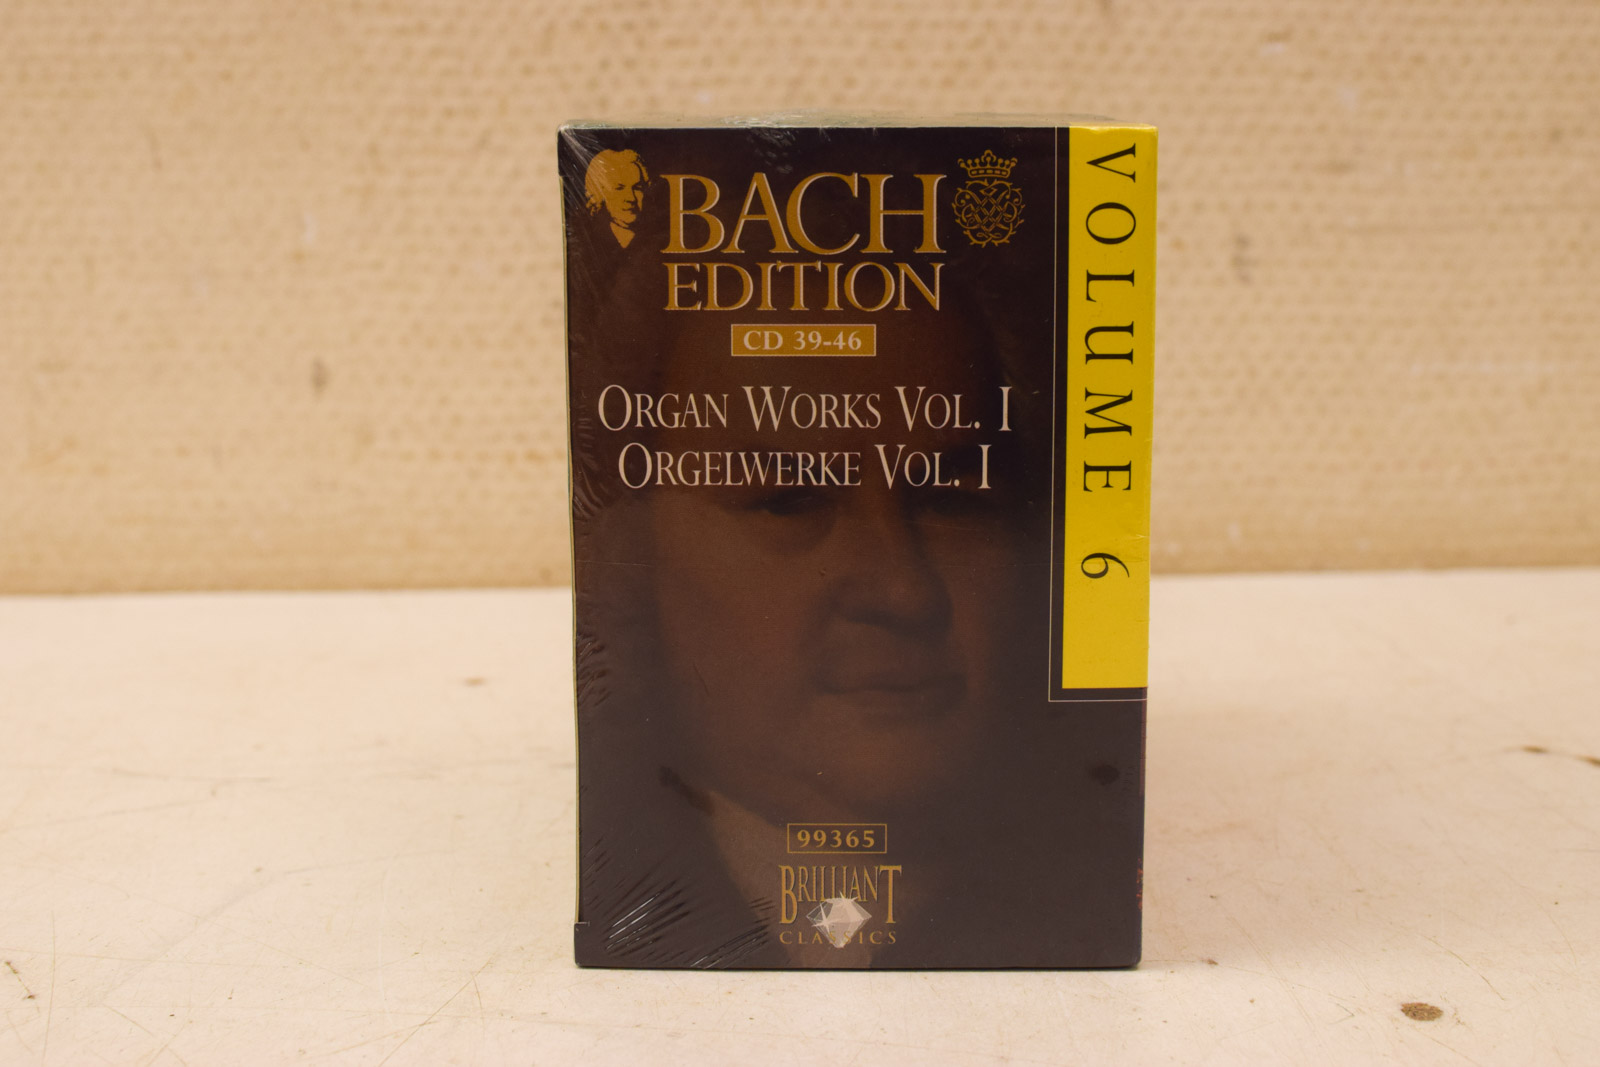 BACH
EDITION
CD 39-46
ORGAN WORKS VOL. I
ORGELWERKE VOL. I
VOLUME 6
99365
BRILLIANT
CLASSICS